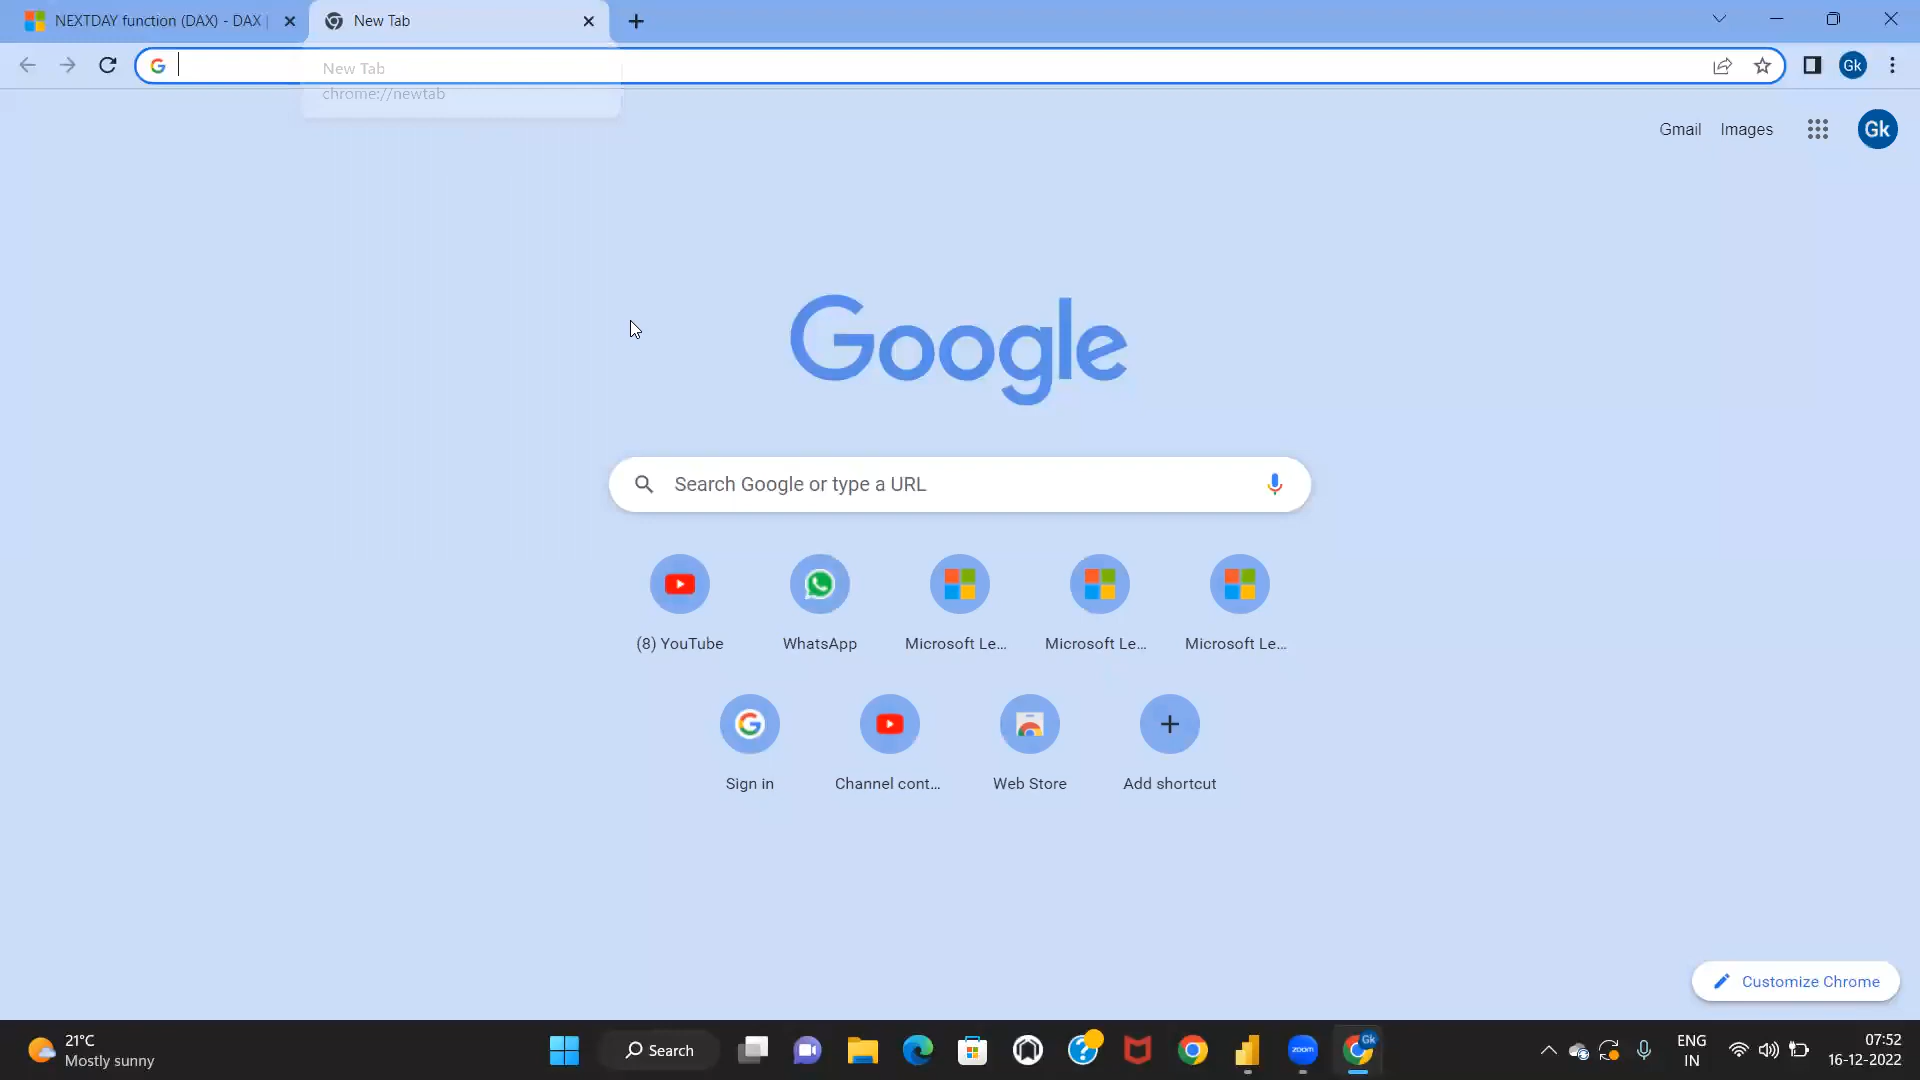 NEXTDAY function (DAX) - DAX |
New Tab
New Tab
chrome://newtab
Gk
Gmail
Images
Gk
Google
Search Google or type a URL
(8) YouTube
WhatsApp
Microsoft Le...
Microsoft Le...
Microsoft Le...
Sign in
Channel cont...
Web Store
Add shortcut
Customize Chrome
21°C
Mostly sunny
Search
zoom
Gk
ENG
IN
07:52
16-12-2022